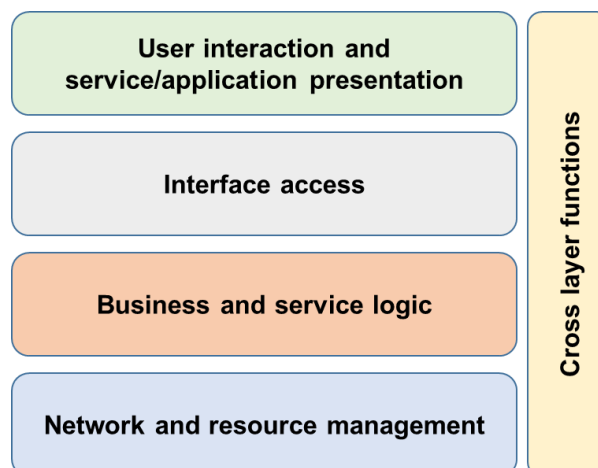 User interaction and
service/application presentation
Interface access
Business and service logic
Network and resource management
Cross layer functions